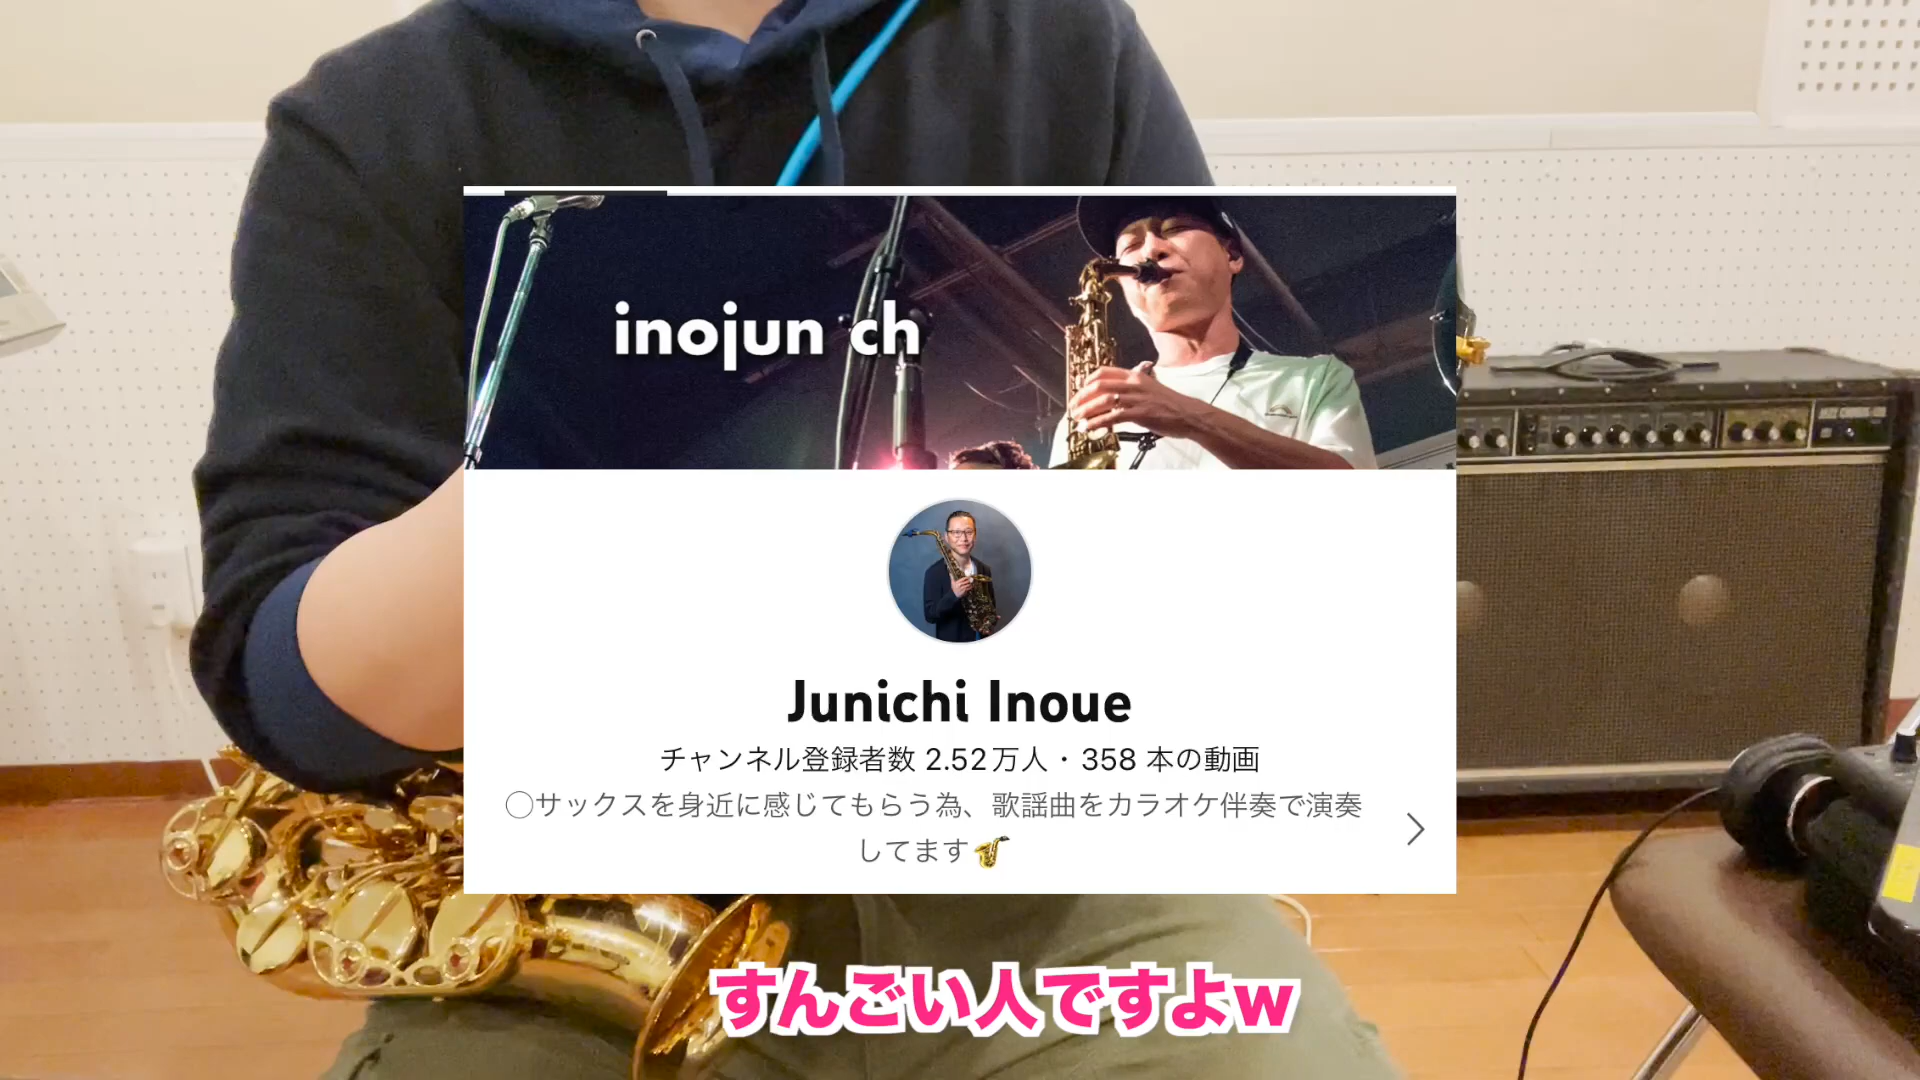 inojun ch
Junichi Inoue
チャンネル登録者数 2.52万人・358 本の動画
◯サックスを身近に感じてもらう為、歌謡曲をカラオケ伴奏で演奏
してます🎷
すんごい人ですよw